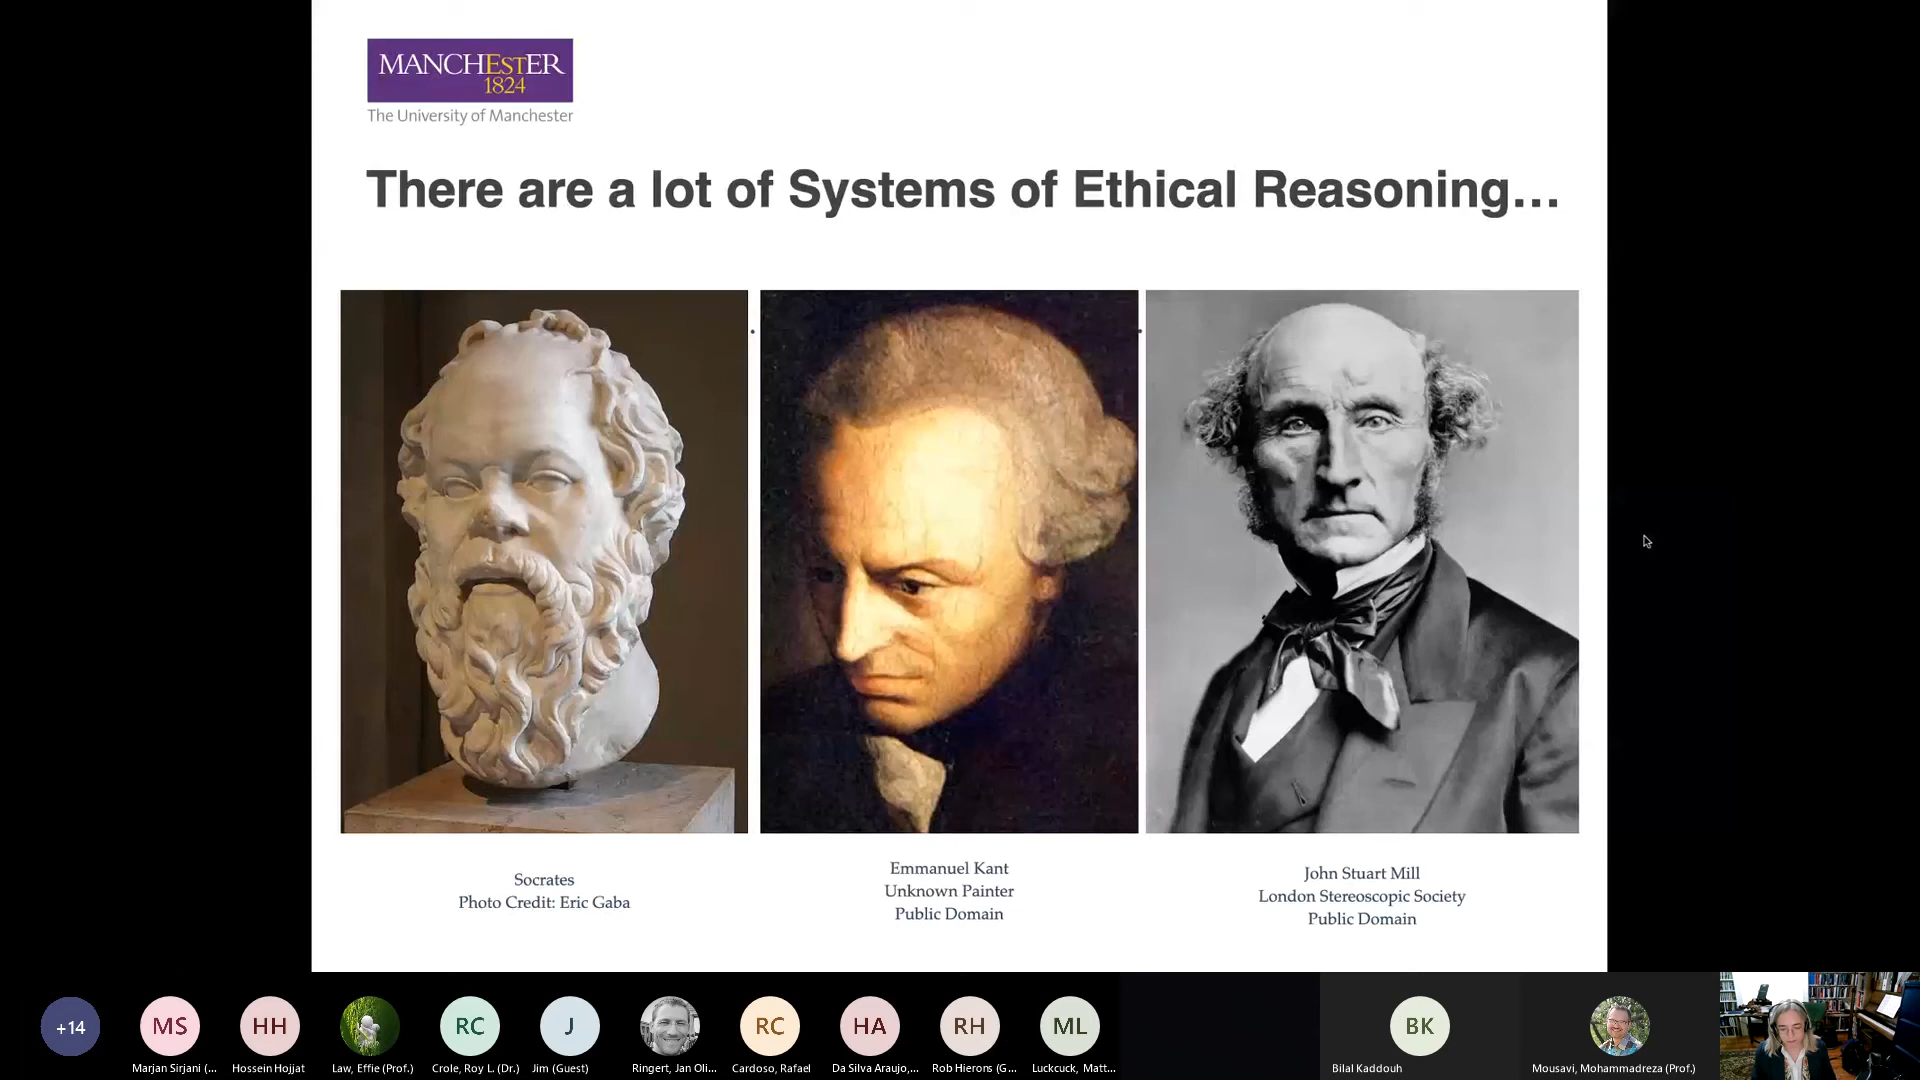 MANCHESTER
1824
The University of Manchester
There are a lot of Systems of Ethical Reasoning...
Socrates
Photo Credit: Eric Gaba
Emmanuel Kant
Unknown Painter
Public Domain
John Stuart Mill
London Stereoscopic Society
Public Domain
+14
MS
HH
RC
J
RC
HA
RH
ML
BK
Marjan Sirjani (...
Hossein Hojjat
Law, Effie (Prof.)
Crole, Roy L. (Dr.)
Jim (Guest)
Ringert, Jan Oli...
Cardoso, Rafael
Da Silva Araujo,...
Rob Hierons (G...
Luckcuck, Matt...
Bilal Kaddouh
Mousavi, Mohammadreza (Prof.)